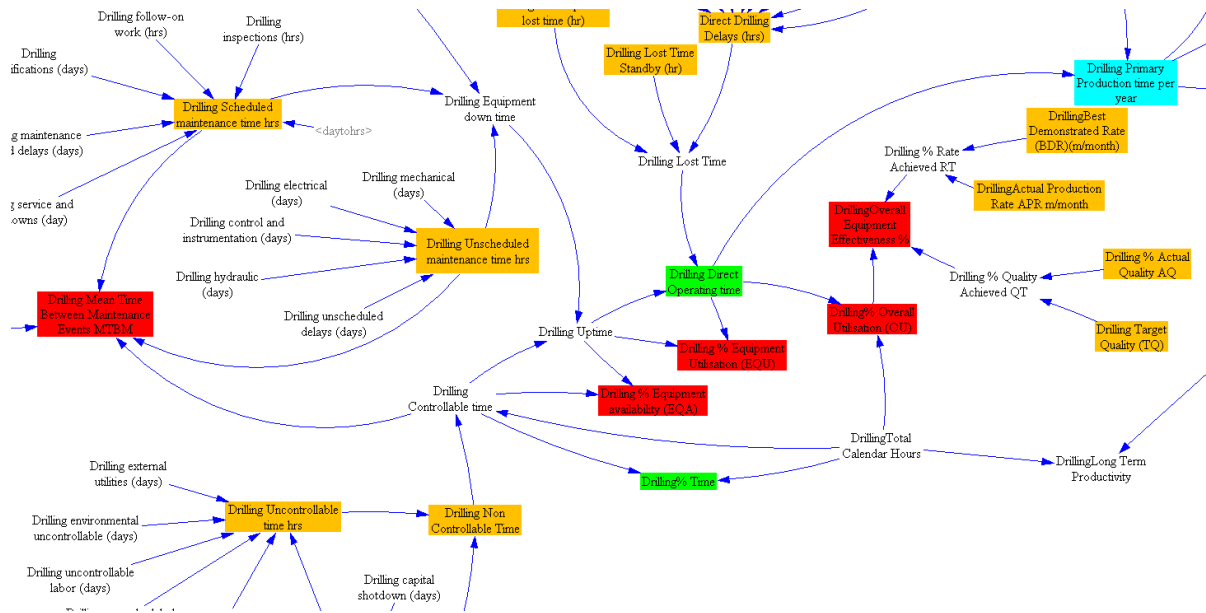 Drilling follow-on
work (hrs)
Drilling
inspections (hrs)
Drilling
ifications (days)
Drilling Scheduled
maintenance time hrs
<daytohrs>
g maintenance
d delays (days)
g service and
owns (day)
lost time (hr)
Direct Drilling
Delays (hrs)
Drilling Lost Time
Standby (hr)
Drilling Equipment
down time
Drilling Lost Time
Drilling Primary
Production time per
year
DrillingBest
Demonstrated Rate
(BDR)(m/month)
Drilling % Rate
Achieved RT
DrillingActual Production
Rate APR m/month
Drilling mechanical
(days)
Drilling electrical
(days)
Drilling control and
instrumentation (days)
Drilling Unscheduled
maintenance time hrs
Drilling hydraulic
(days)
Drilling unscheduled
delays (days)
DrillingOverall
Equipment
Effectiveness %
Drilling % Actual
Quality AQ
Drilling % Quality
Achieved QT
Drilling Target
Quality (TQ)
Drilling Direct
Operating time
Drilling% Overall
Utilisation (OU)
Drilling Mean Time
Between Maintenance
Events MTBM
Drilling Uptime
Drilling % Equipment
Utilisation (EQU)
Drilling
Controllable time
Drilling % Equipment
availability (EQA)
DrillingTotal
Calendar Hours
DrillingLong Term
Productivity
Drilling% Time
Drilling external
utilities (days)
Drilling Uncontrollable
time hrs
Drilling Non
Controllable Time
Drilling environmental
uncontrollable (days)
Drilling uncontrollable
labor (days)
Drilling capital
shotdown (days)